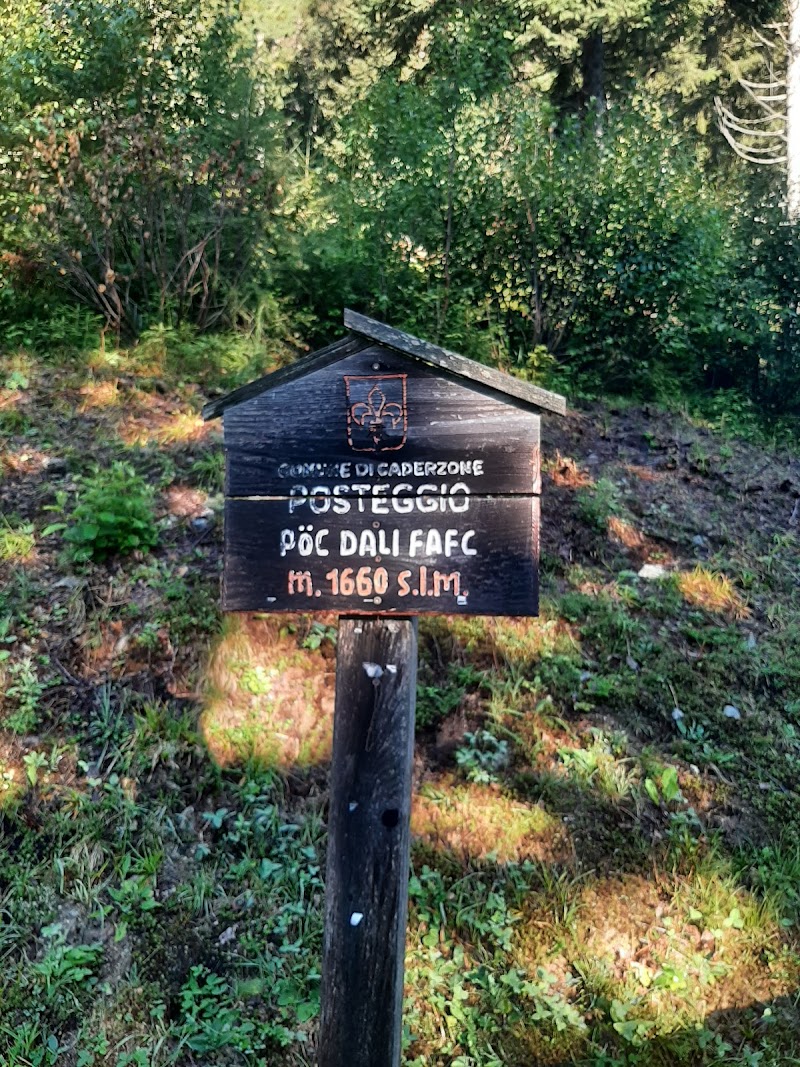 COMUNE DI CADERZONE
POSTEGGIO
PÖC DALI FAFC
m. 1660 s.l.m.